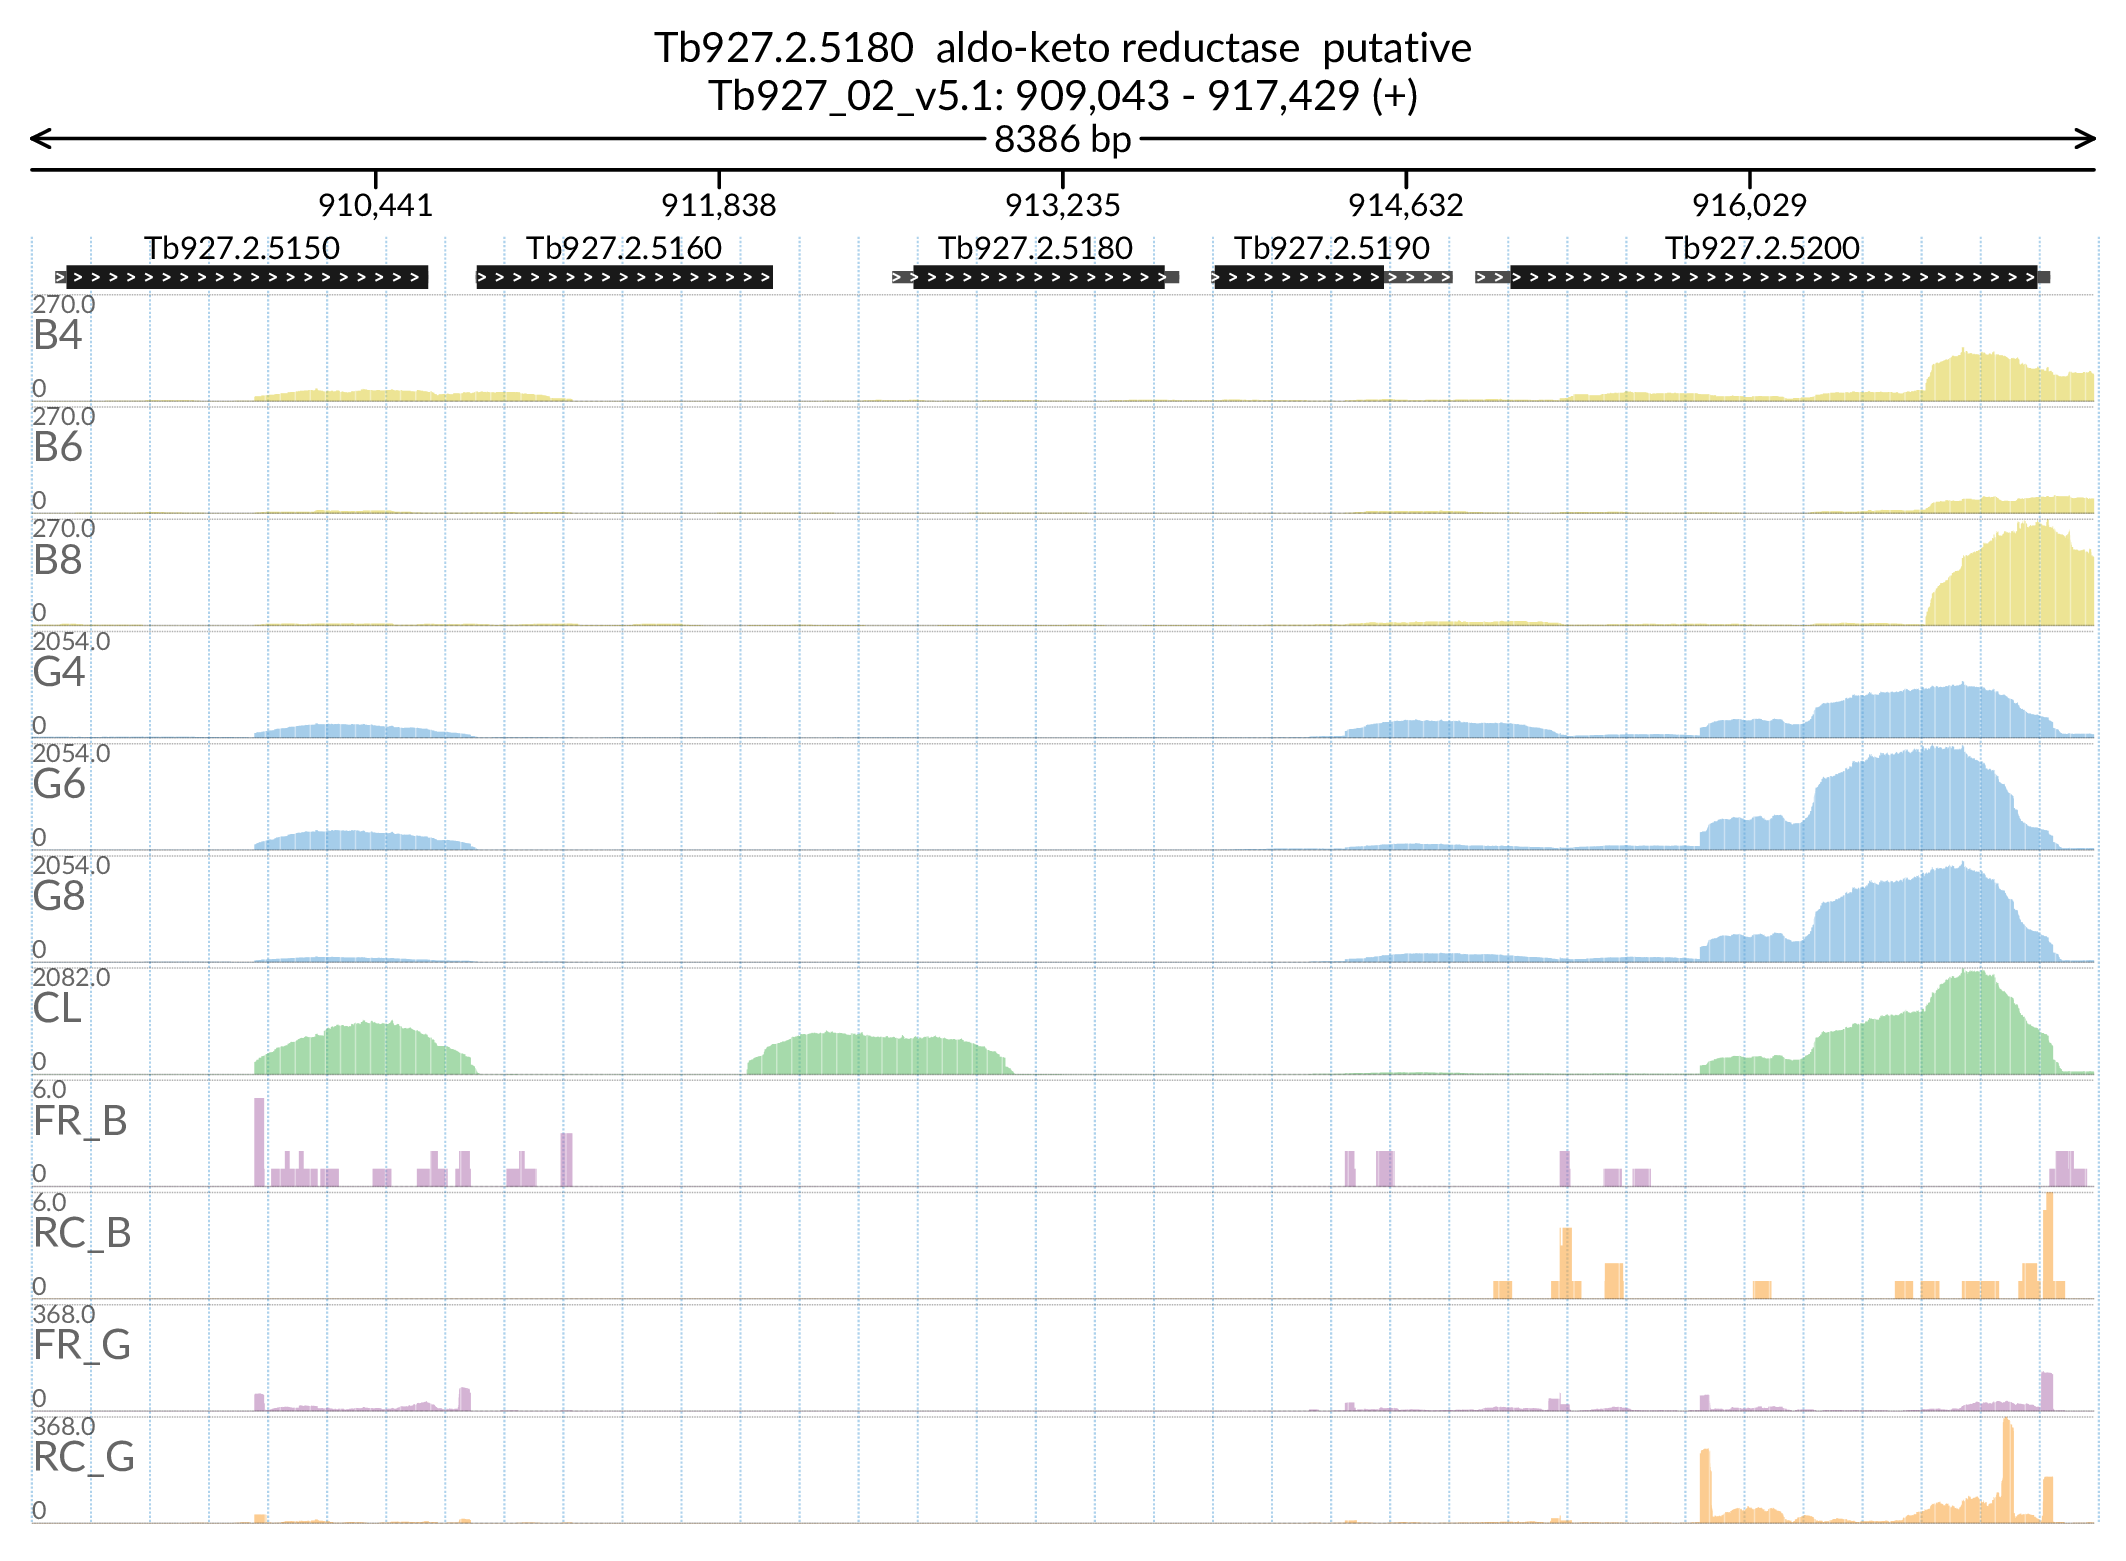 Tb927.2.5180 aldo-keto reductase putative
Tb927_02_v5.1: 909,043 - 917,429 (+)
8386 bp
910,441 911,838 913,235 914,632 916,029
Tb927.2.5150 Tb927.2.5160 Tb927.2.5180 Tb927.2.5190 Tb927.2.5200
270.0
B4
0
270.0
B6
0
270.0
B8
0
2054.0
G4
0
2054.0
G6
0
2054.0
G8
0
2082.0
CL
0
6.0
FR_B
0
6.0
RC_B
0
368.0
FR_G
0
368.0
RC_G
0